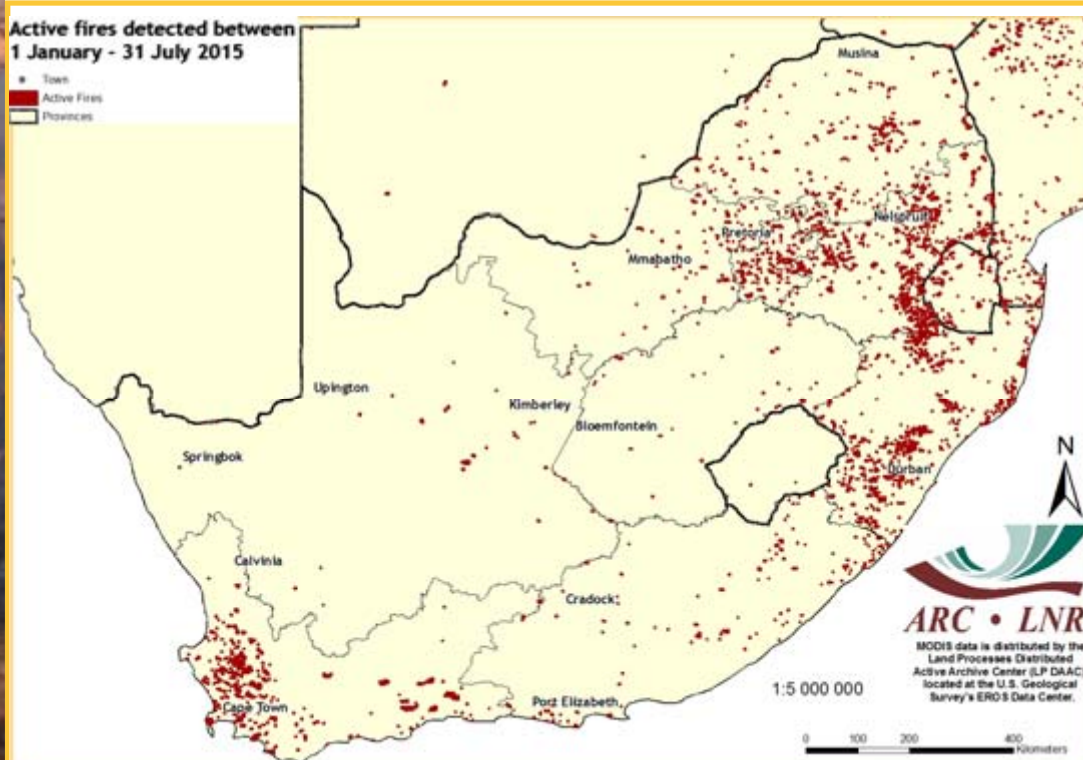 Active fires detected between
1 January - 31 July 2015
Town
Active Fires
Provinces
Musina
Nelspruit
Pretoria
Mmabatho
Upington
Kimberley
Bloemfontein
Springbok
Durban
N
Calvinia
Cradock
ARC • LNR
MODIS data is distributed by the
Land Processes Distributed
Active Archive Center (LP DAAC)
located at the U.S. Geological
Survey's EROS Data Center.
1:5 000 000
Cape Town
Port Elizabeth
0 100 200 400
Kilometers